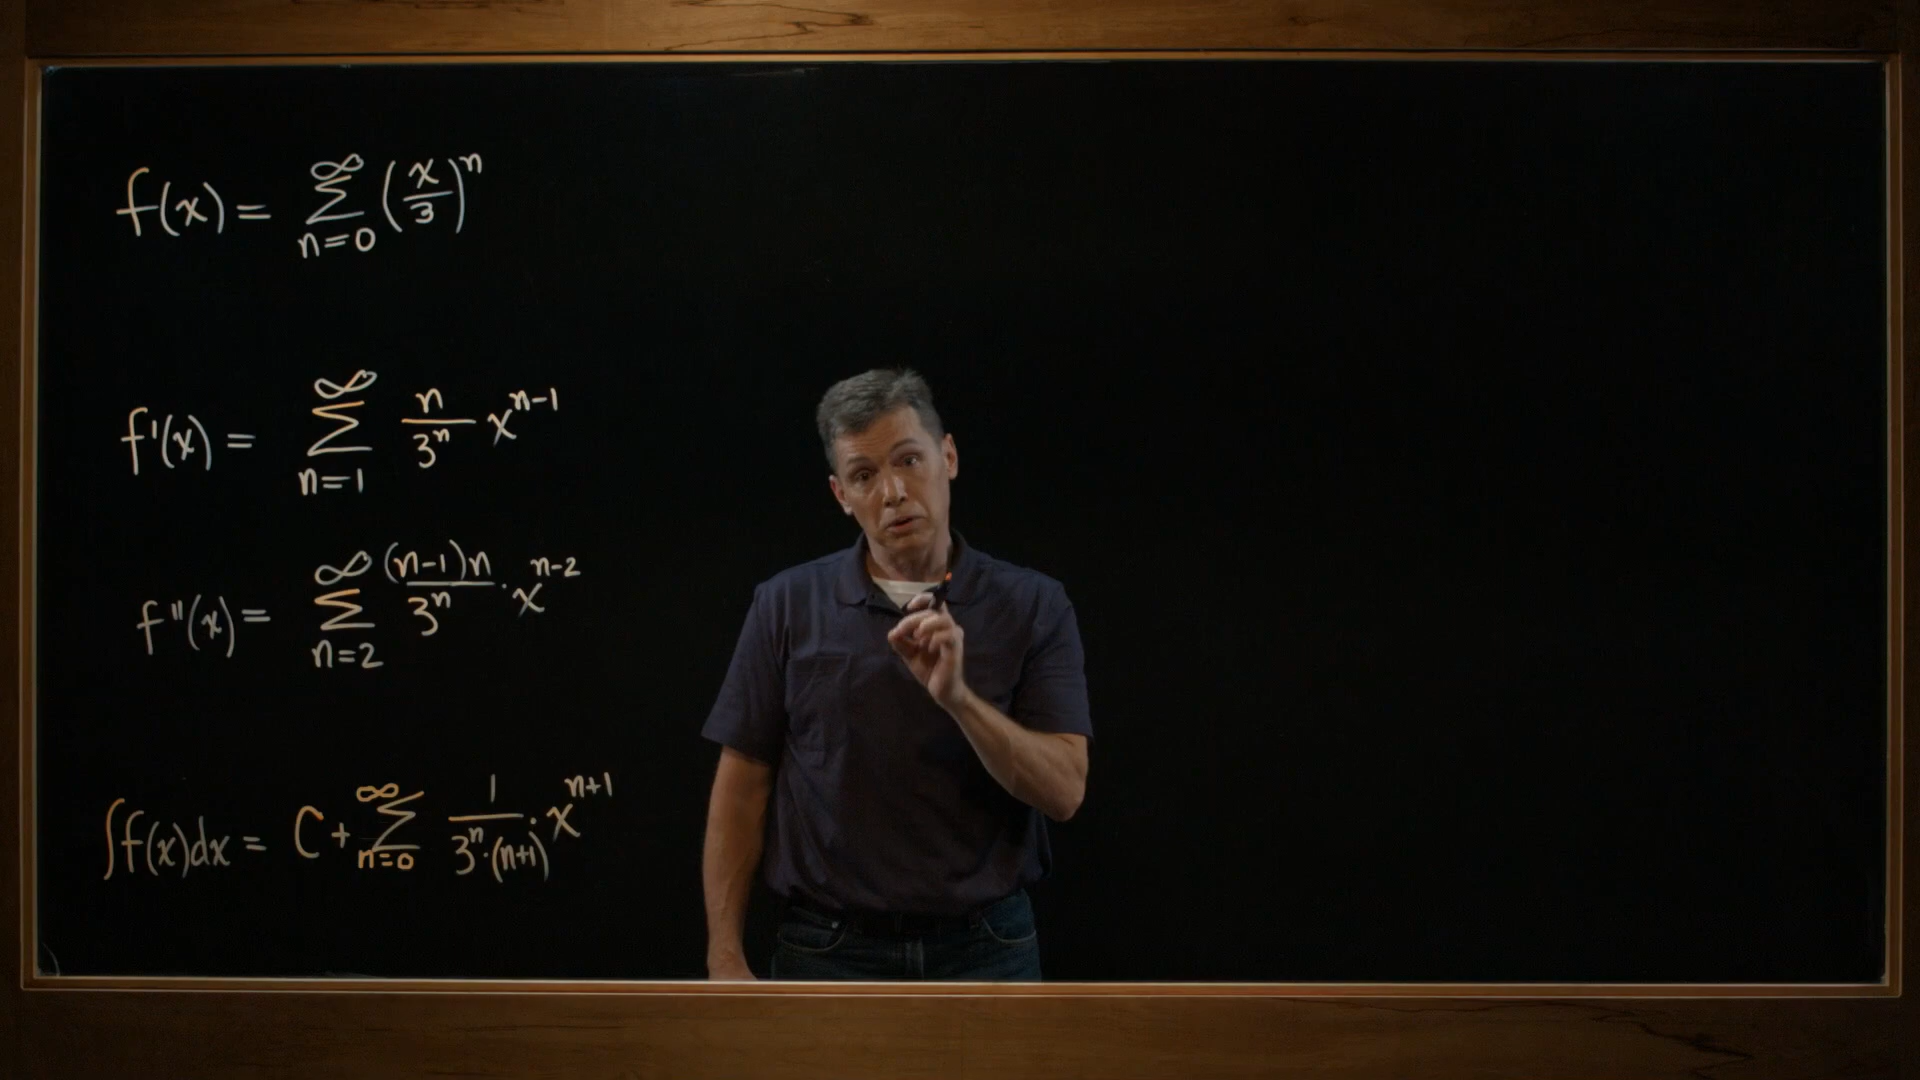 f(x) = ∑_{n=0}^{∞} (x/3)^n
f'(x) = ∑_{n=1}^{∞} n/3^n x^{n-1}
f''(x) = ∑_{n=2}^{∞} (n-1)n/3^n · x^{n-2}
∫f(x)dx = C + ∑_{n=0}^{∞} 1/(3^n·(n+1)) · x^{n+1}